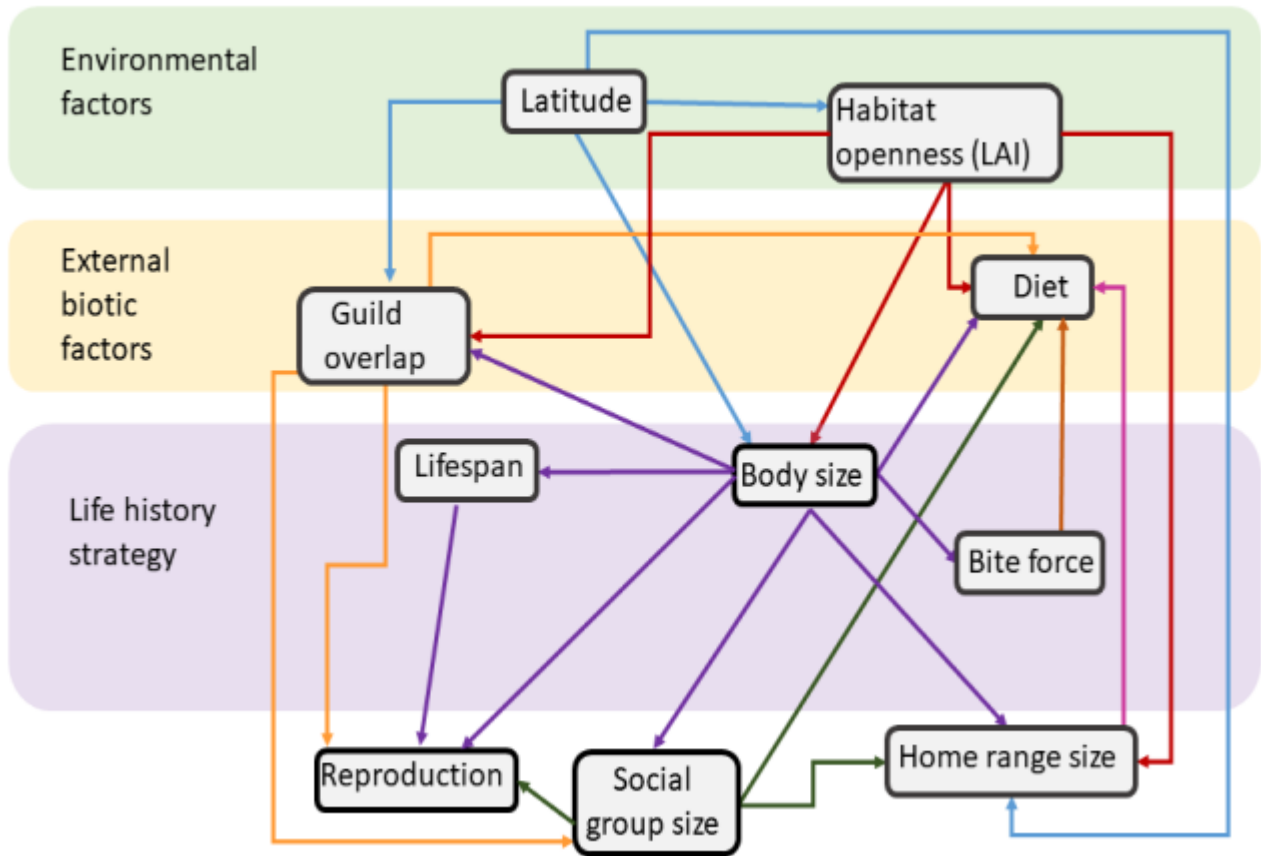 Environmental
factors
Latitude
Habitat
openness (LAI)
External
biotic
factors
Guild
overlap
Diet
Life history
strategy
Lifespan
Body size
Bite force
Reproduction
Social
group size
Home range size